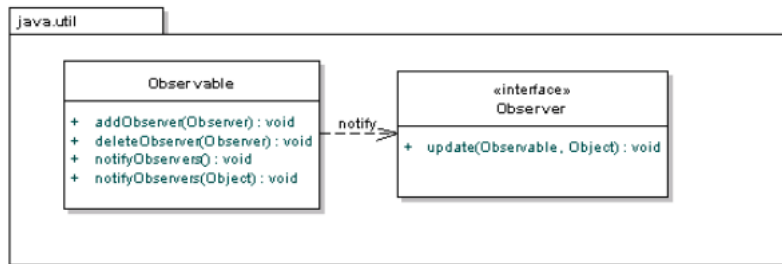 java.util
Observable
+ addObserver(Observer) : void
+ deleteObserver(Observer) : void
+ notifyObservers() : void
+ notifyObservers(Object) : void
notify
«interface»
Observer
+ update(Observable, Object) : void